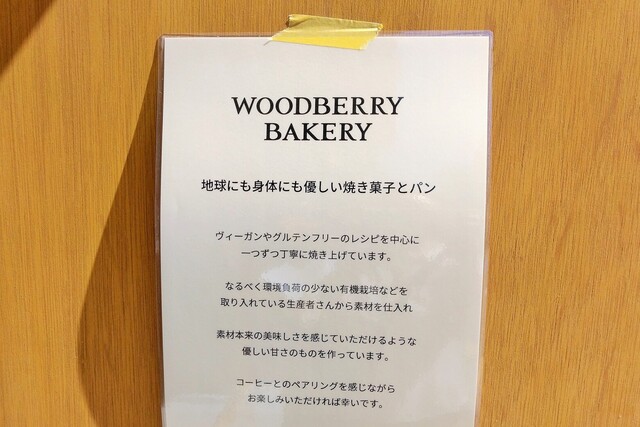 WOODBERRY
BAKERY
地球にも身体にも優しい焼き菓子とパン
ヴィーガンやグルテンフリーのレシピを中心に
一つずつ丁寧に焼き上げています。
なるべく環境負荷の少ない有機栽培などを
取り入れている生産者さんから素材を仕入れ
素材本来の美味しさを感じていただけるような
優しい甘さのものを作っています。
コーヒーとのペアリングを感じながら
お楽しみいただければ幸いです。